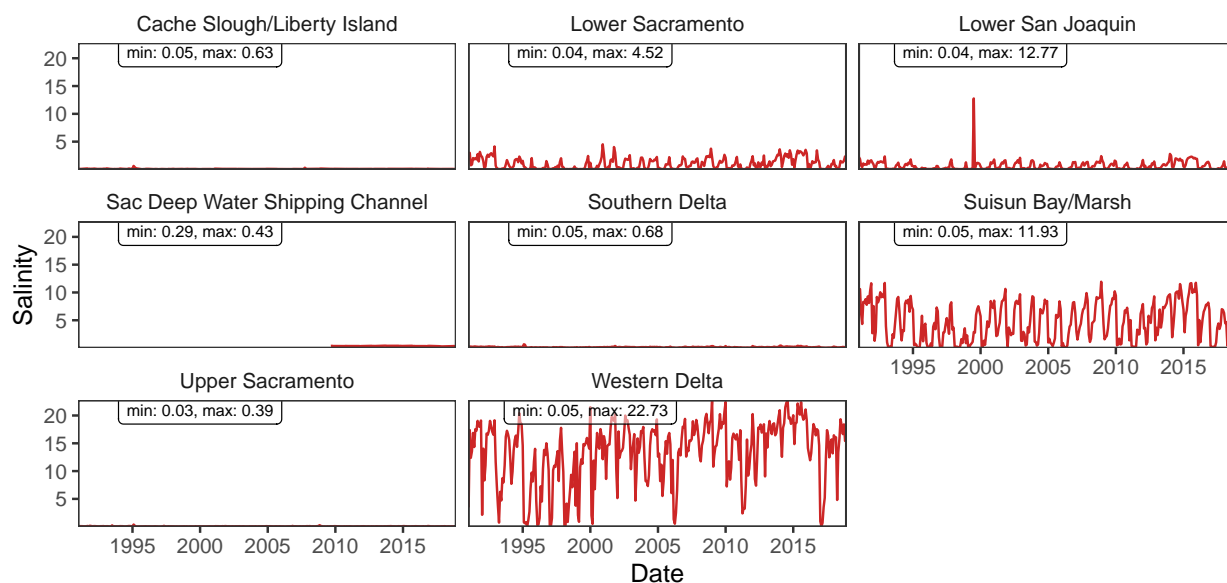 Cache Slough/Liberty Island
Lower Sacramento
Lower San Joaquin
min: 0.05, max: 0.63
min: 0.04, max: 4.52
min: 0.04, max: 12.77
20
15
10
5
Sac Deep Water Shipping Channel
Southern Delta
Suisun Bay/Marsh
min: 0.29, max: 0.43
min: 0.05, max: 0.68
min: 0.05, max: 11.93
20
15
10
5
Salinity
1995 2000 2005 2010 2015
Upper Sacramento
Western Delta
min: 0.03, max: 0.39
min: 0.05, max: 22.73
20
15
10
5
1995 2000 2005 2010 2015
1995 2000 2005 2010 2015
Date